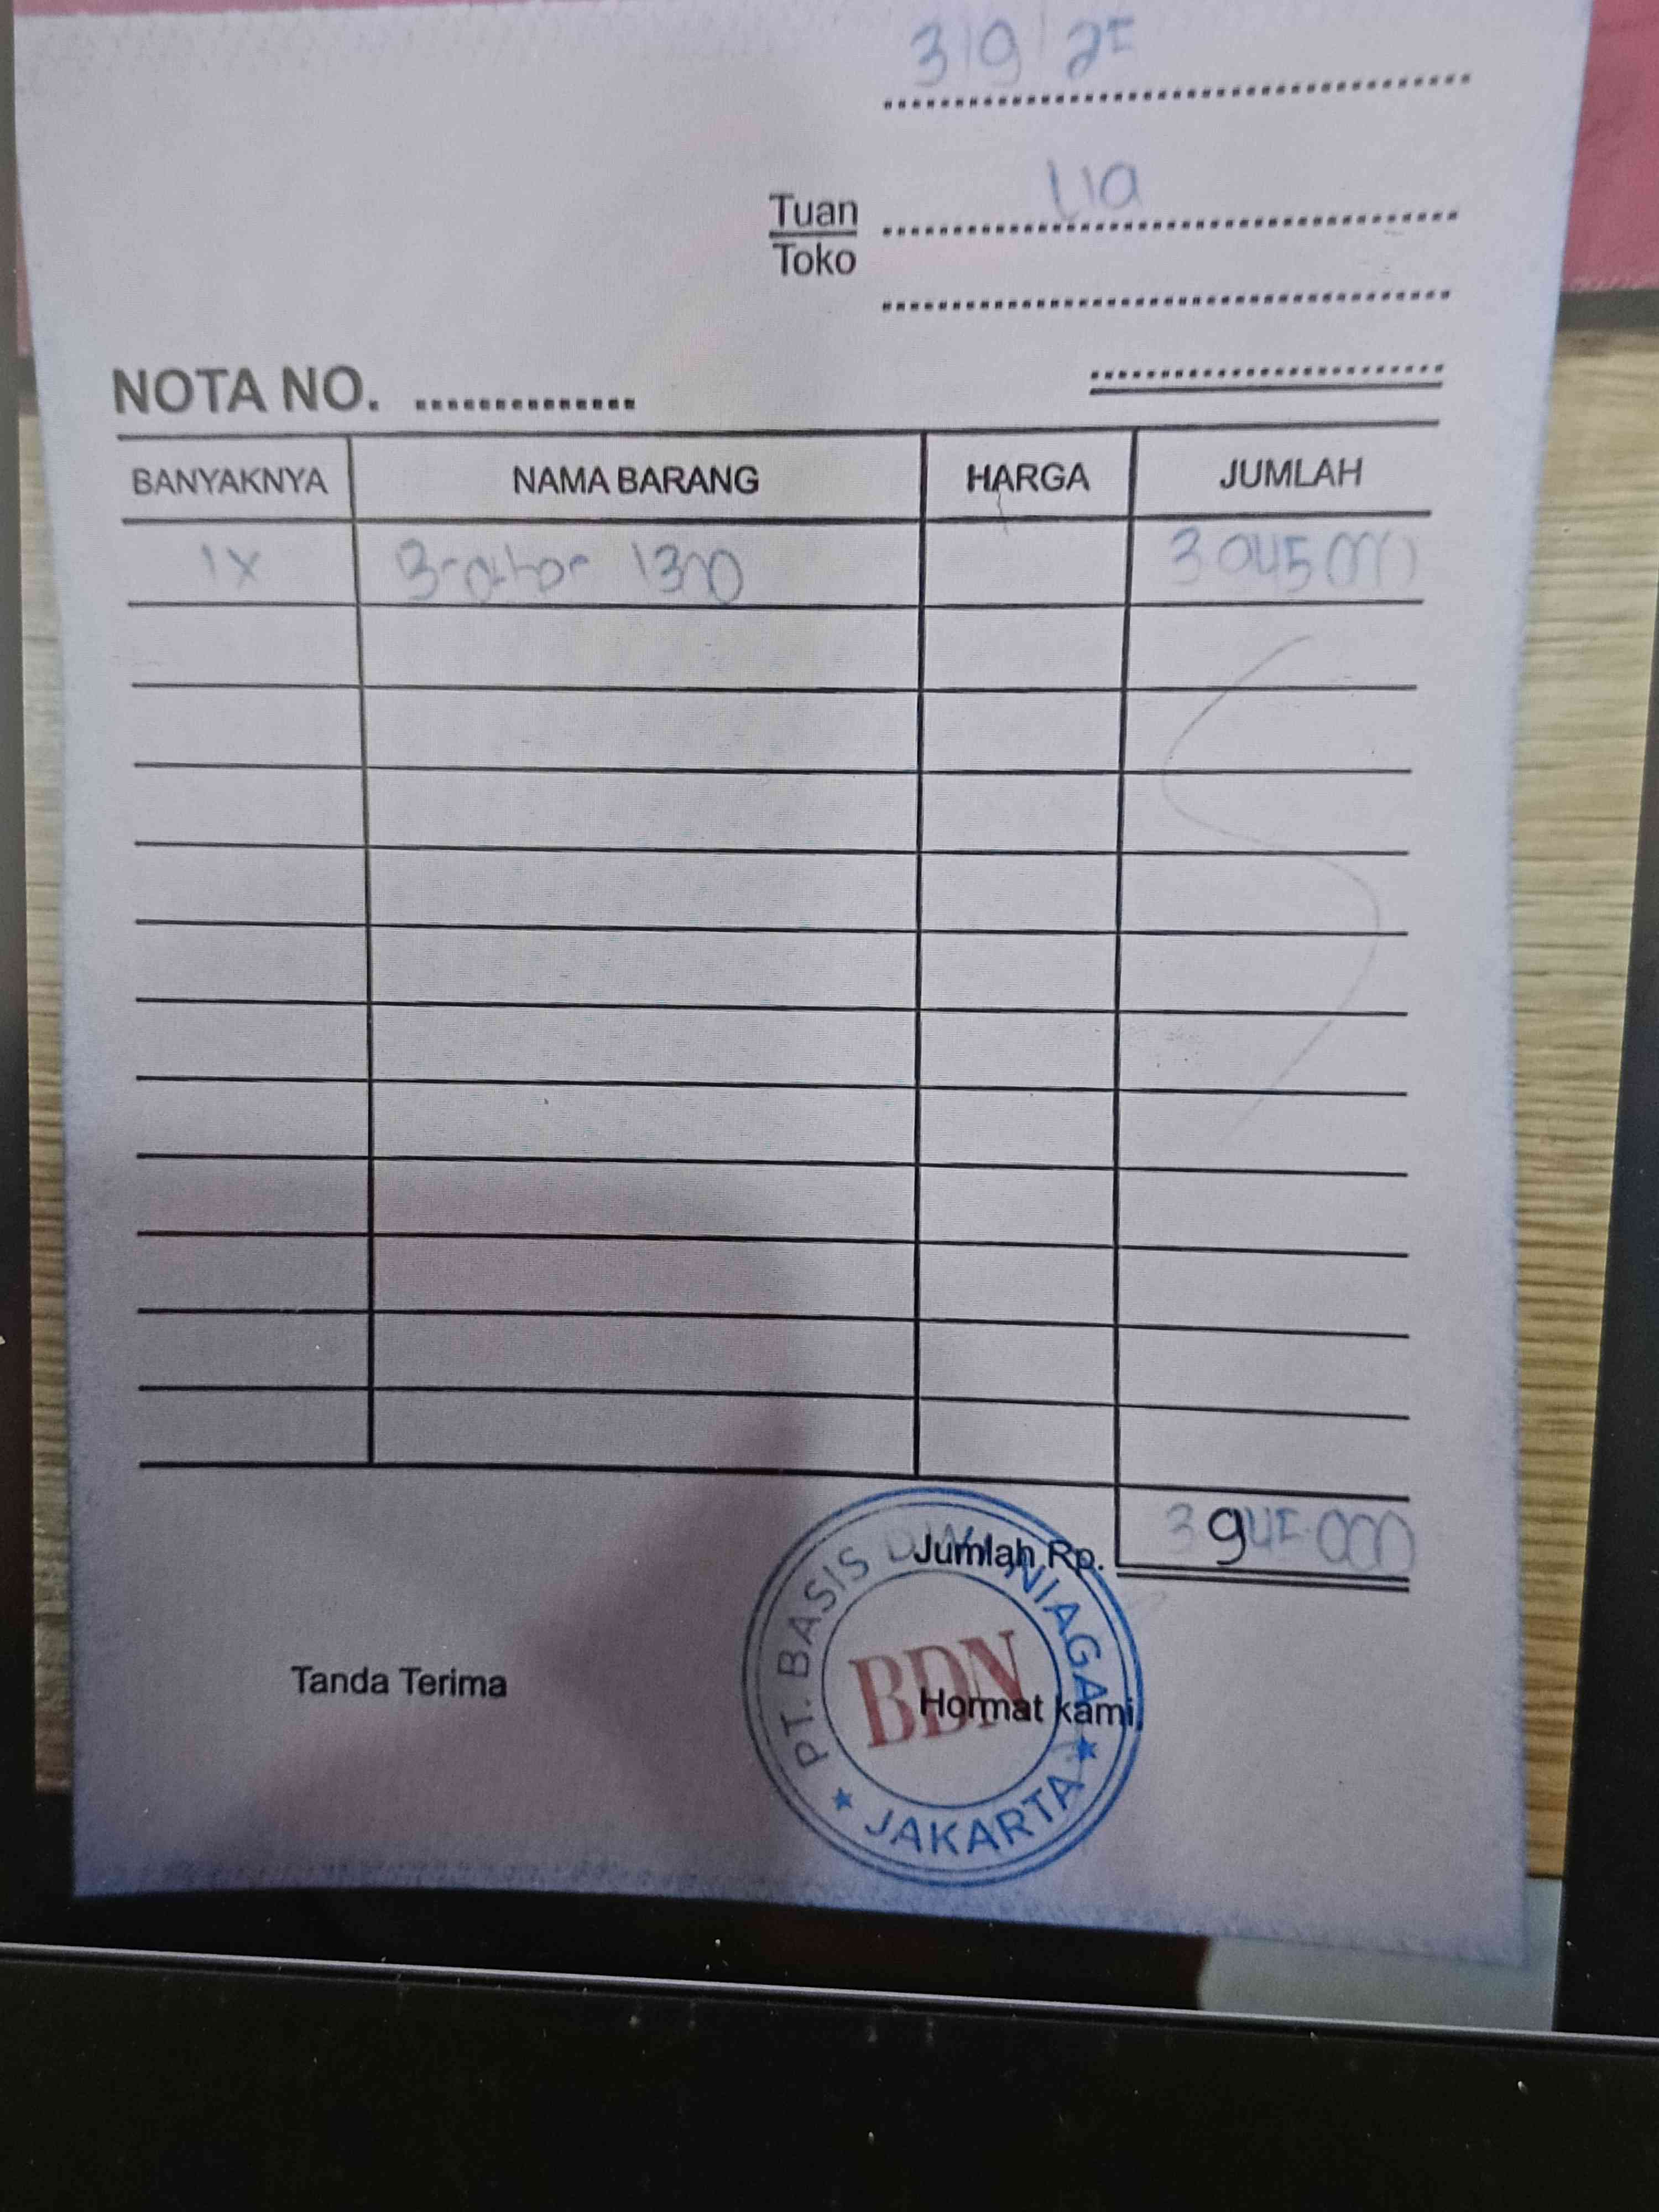 3/9/25
Tuan Lia
Toko
NOTA NO.
BANYAKNYA NAMA BARANG HARGA JUMLAH
1x 1300 3.045.000
Jumlah Rp. 3 945.000
Tanda Terima
Hormat kami,
PT. BASIS DWI NIAGA
BDN
★ JAKARTA ★